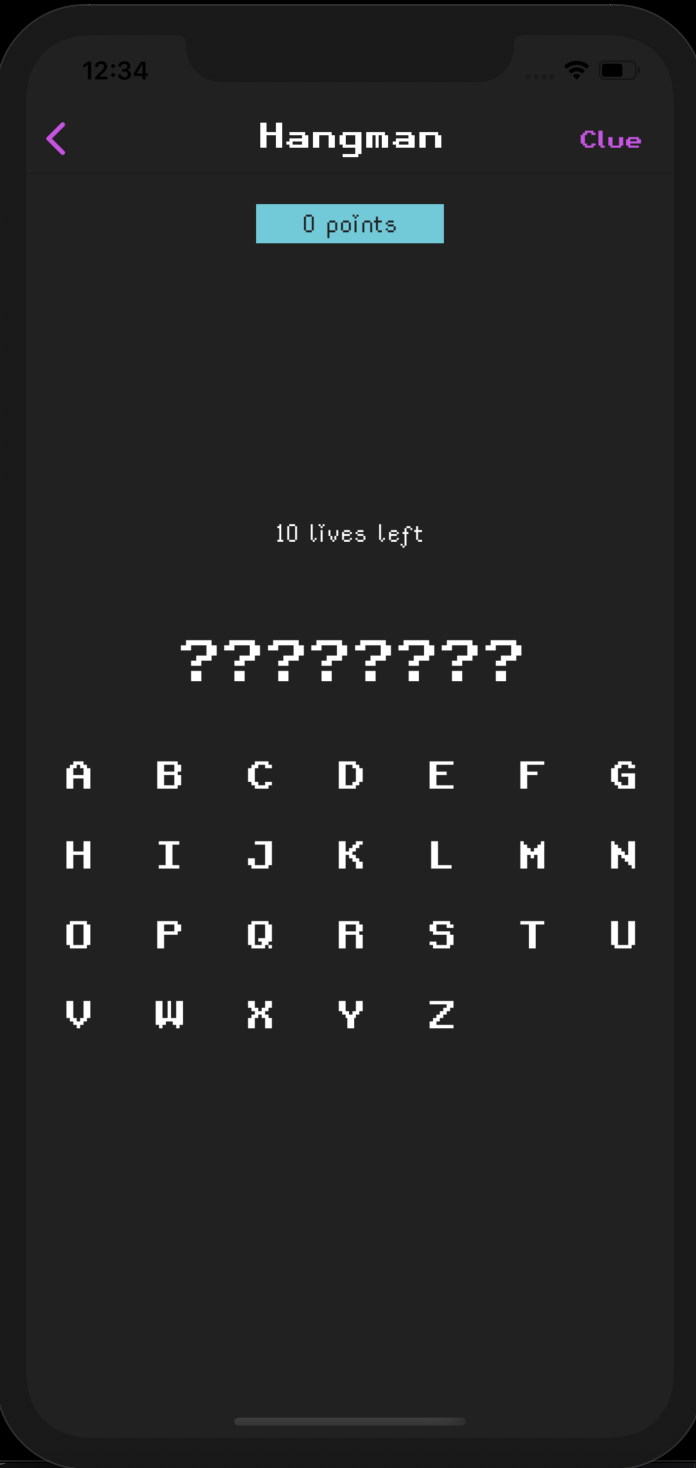 12:34
Hangman Clue
0 points
10 lives left
????????
A B C D E F G
H I J K L M N
O P Q R S T U
V W X Y Z